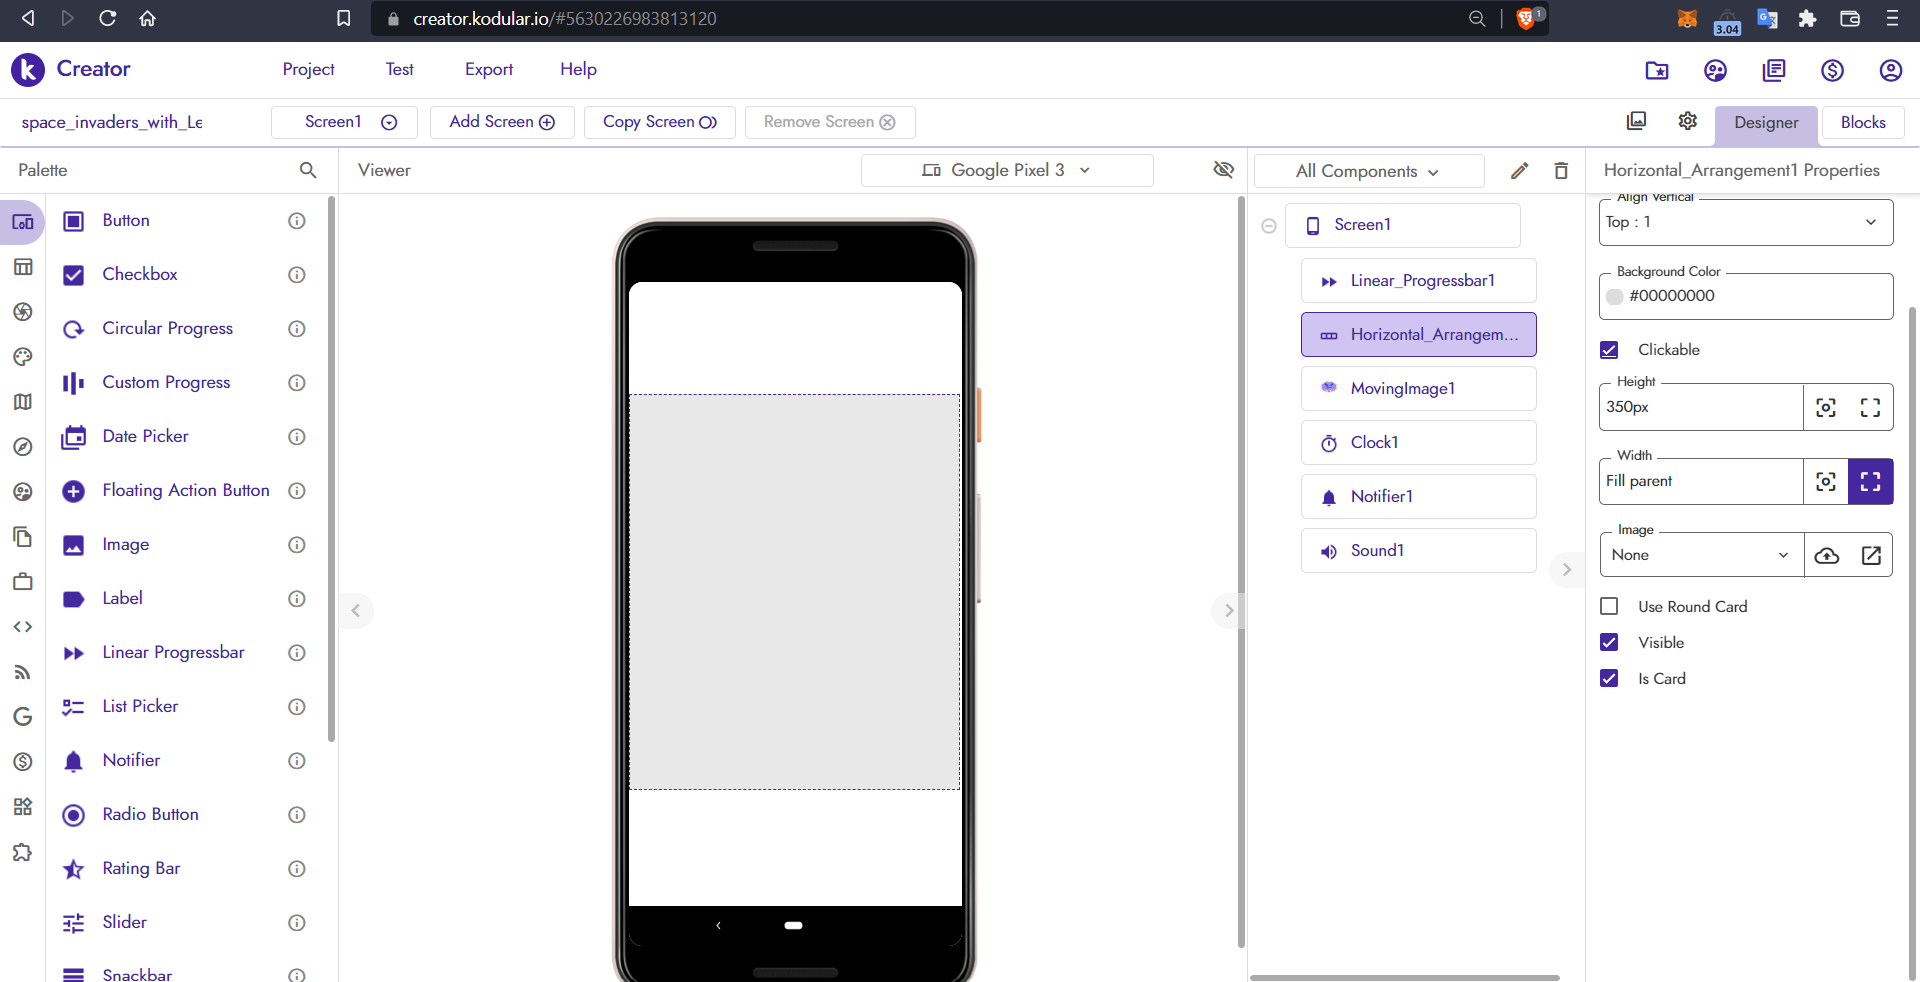 creator.kodular.io/#5630226983813120
1
3.04
Creator
Project
Test
Export
Help
space_invaders_with_Le
Screen1
Add Screen
Copy Screen
Remove Screen
Designer
Blocks
Palette
Viewer
Google Pixel 3
All Components
Horizontal_Arrangement1 Properties
Button
Checkbox
Circular Progress
Custom Progress
Date Picker
Floating Action Button
Image
Label
Linear Progressbar
List Picker
Notifier
Radio Button
Rating Bar
Slider
Snackbar
Screen1
Linear_Progressbar1
Horizontal_Arrangem...
MovingImage1
Clock1
Notifier1
Sound1
Align Vertical
Top : 1
Background Color
#00000000
Clickable
Height
350px
Width
Fill parent
Image
None
Use Round Card
Visible
Is Card